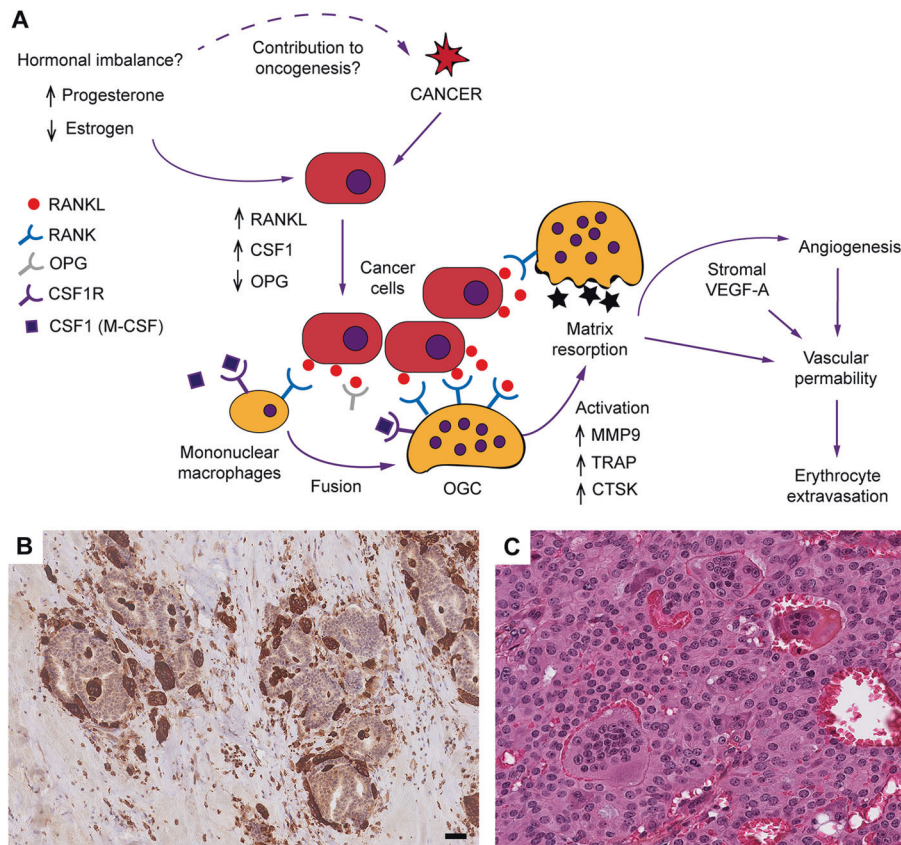 A
Hormonal imbalance?
Progesterone
Estrogen
Contribution to
oncogenesis?
CANCER
RANKL
RANK
OPG
CSF1R
CSF1 (M-CSF)
RANKL
CSF1
OPG
Cancer
cells
Mononuclear
macrophages
Fusion
OGC
Matrix
resorption
Activation
MMP9
TRAP
CTSK
Stromal
VEGF-A
Angiogenesis
Vascular
permability
Erythrocyte
extravasation
B
C